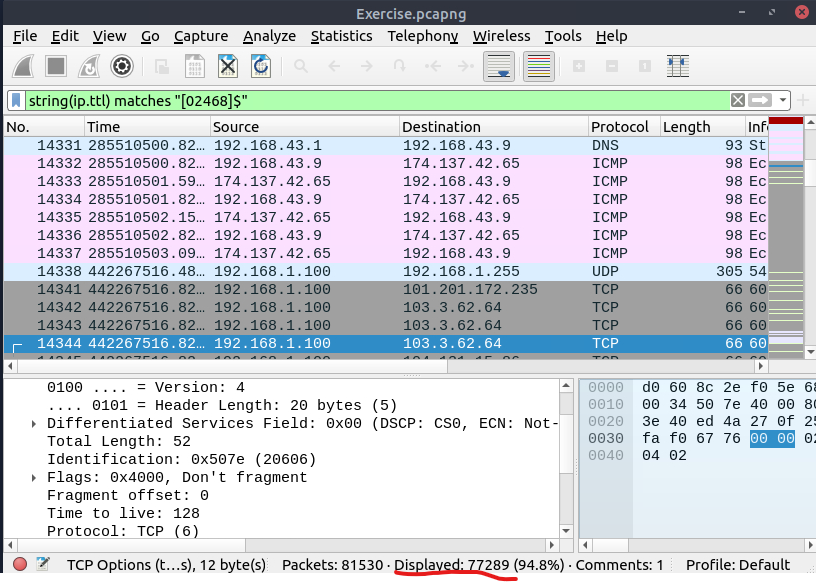 Exercise.pcapng
File Edit View Go Capture Analyze Statistics Telephony Wireless Tools Help
string(ip.ttl) matches "[02468]$"
No. Time Source Destination Protocol Length Info
14331 285510500.82… 192.168.43.1 192.168.43.9 DNS 93 St
14332 285510500.82… 192.168.43.9 174.137.42.65 ICMP 98 Ec
14333 285510501.59… 174.137.42.65 192.168.43.9 ICMP 98 Ec
14334 285510501.82… 192.168.43.9 174.137.42.65 ICMP 98 Ec
14335 285510502.15… 174.137.42.65 192.168.43.9 ICMP 98 Ec
14336 285510502.82… 192.168.43.9 174.137.42.65 ICMP 98 Ec
14337 285510503.09… 174.137.42.65 192.168.43.9 ICMP 98 Ec
14338 442267516.48… 192.168.1.100 192.168.1.255 UDP 305 54
14341 442267516.82… 192.168.1.100 101.201.172.235 TCP 66 60
14342 442267516.82… 192.168.1.100 103.3.62.64 TCP 66 60
14343 442267516.82… 192.168.1.100 103.3.62.64 TCP 66 60
14344 442267516.82… 192.168.1.100 103.3.62.64 TCP 66 60
0100 .... = Version: 4
.... 0101 = Header Length: 20 bytes (5)
Differentiated Services Field: 0x00 (DSCP: CS0, ECN: Not-
Total Length: 52
Identification: 0x507e (20606)
Flags: 0x4000, Don't fragment
Fragment offset: 0
Time to live: 128
Protocol: TCP (6)
0000 d0 60 8c 2e f0 5e 68
0010 00 34 50 7e 40 00 80
0020 3e 40 ed 4a 27 0f 25
0030 fa f0 67 76 00 00 02
0040 04 02
TCP Options (t…s), 12 byte(s) Packets: 81530 · Displayed: 77289 (94.8%) · Comments: 1 Profile: Default